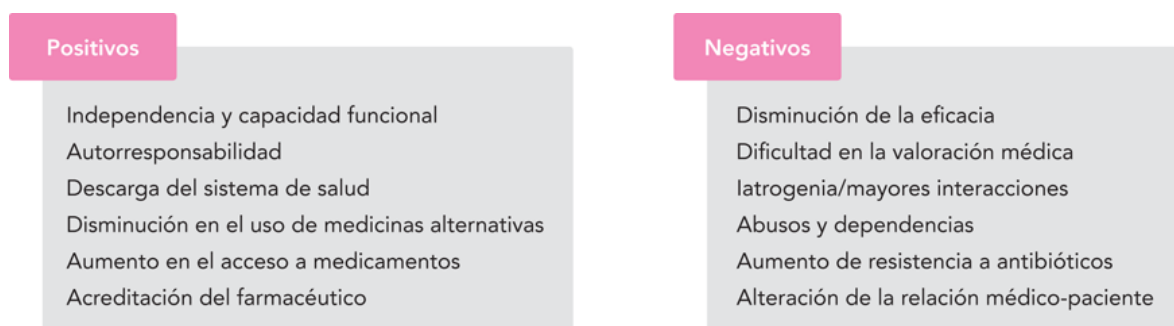 Positivos
Independencia y capacidad funcional
Autorresponsabilidad
Descarga del sistema de salud
Disminución en el uso de medicinas alternativas
Aumento en el acceso a medicamentos
Acreditación del farmacéutico
Negativos
Disminución de la eficacia
Dificultad en la valoración médica
Iatrogenia/mayores interacciones
Abusos y dependencias
Aumento de resistencia a antibióticos
Alteración de la relación médico-paciente